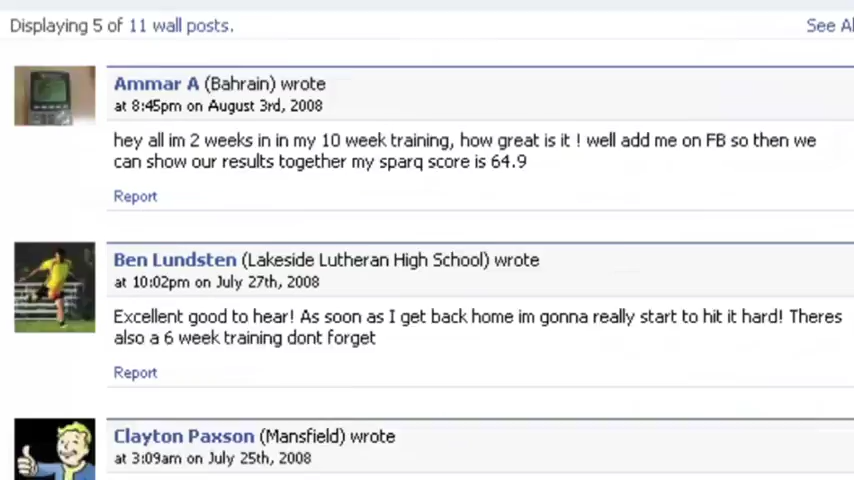 Displaying 5 of 11 wall posts.
See Al
Ammar A (Bahrain) wrote
at 8:45pm on August 3rd, 2008
hey all im 2 weeks in in my 10 week training, how great is it ! well add me on FB so then we
can show our results together my sparq score is 64.9
Report
Ben Lundsten (Lakeside Lutheran High School) wrote
at 10:02pm on July 27th, 2008
Excellent good to hear! As soon as I get back home im gonna really start to hit it hard! Theres
also a 6 week training dont forget
Report
Clayton Paxson (Mansfield) wrote
at 3:09am on July 25th, 2008